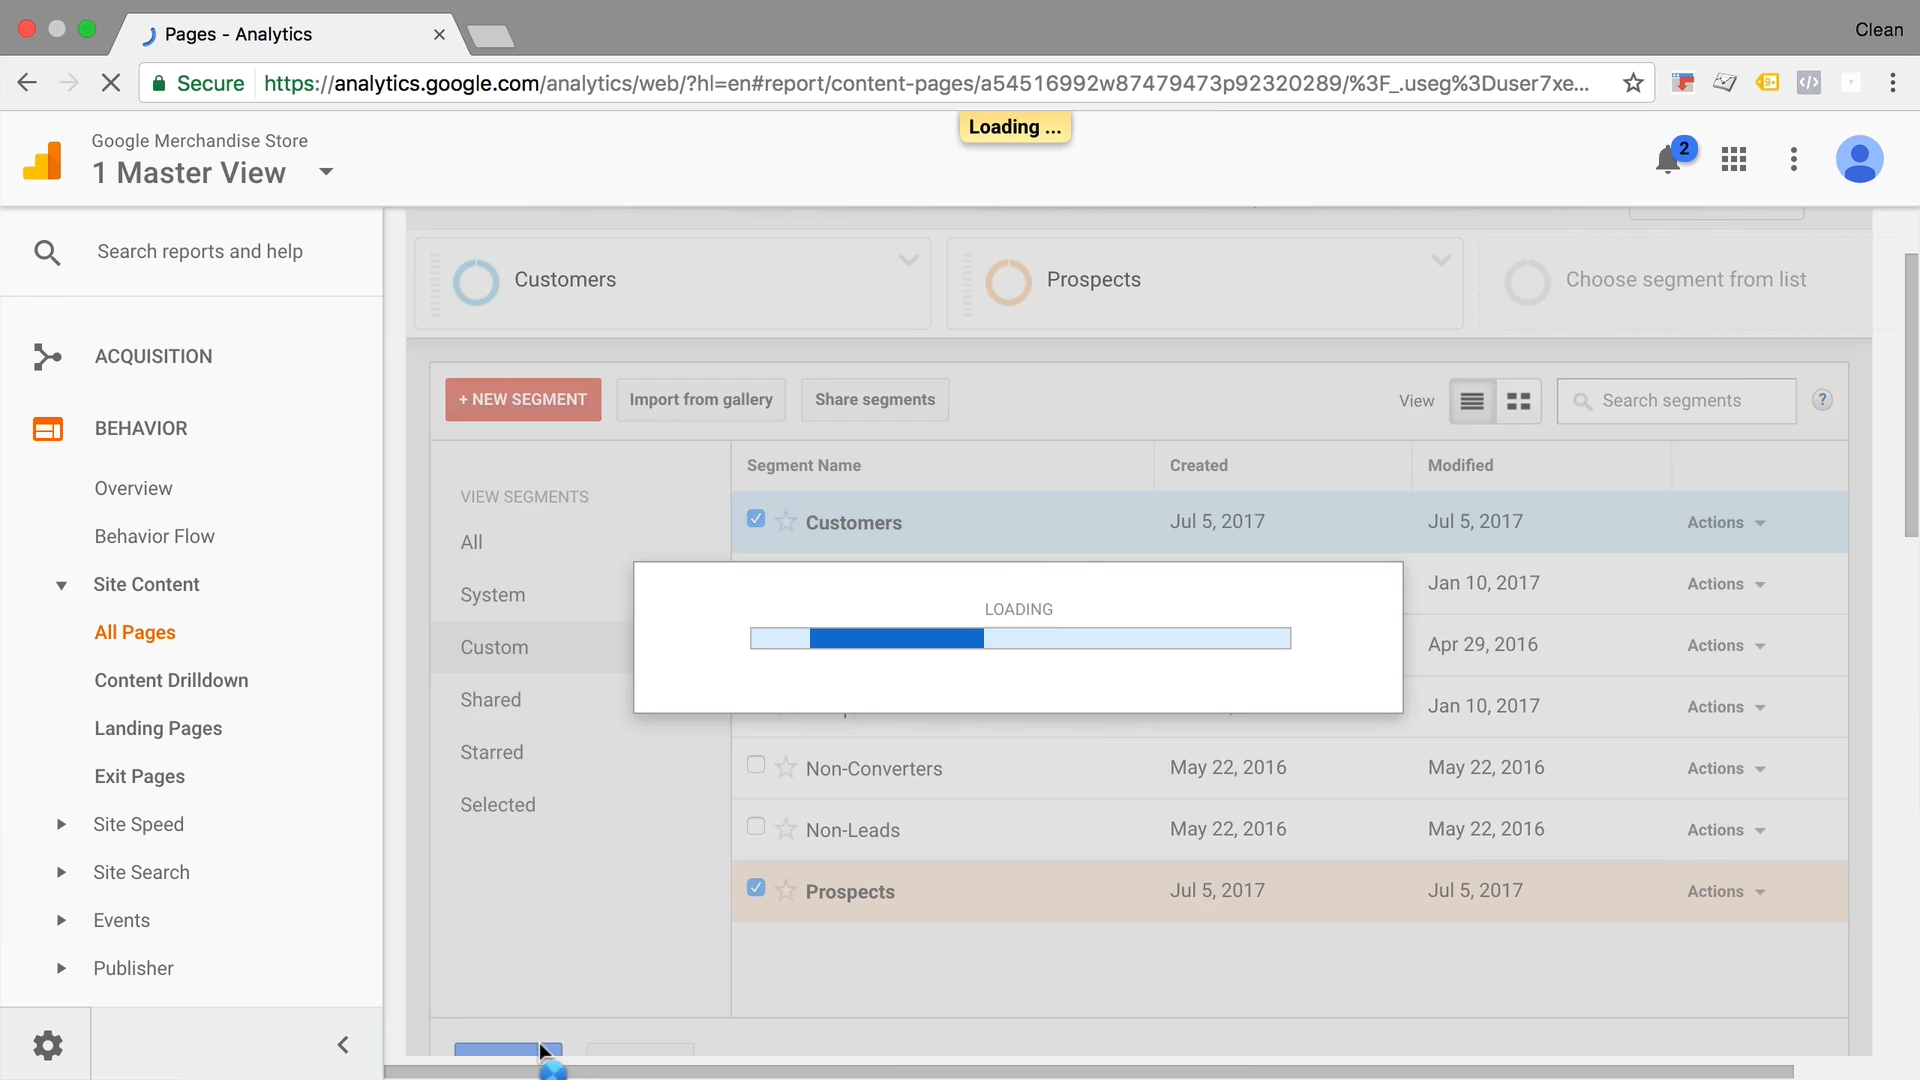 Pages - Analytics
Clean
Secure https://analytics.google.com/analytics/web/?hl=en#report/content-pages/a54516992w87479473p92320289/%3F_.useg%3Duser7xe...
Loading ...
Google Merchandise Store
1 Master View
2
Search reports and help
Customers
Prospects
Choose segment from list
ACQUISITION
+ NEW SEGMENT Import from gallery Share segments View Search segments ?
BEHAVIOR
Segment Name Created Modified
Overview
VIEW SEGMENTS
Customers Jul 5, 2017 Jul 5, 2017 Actions
Behavior Flow
All
Site Content
System
Jan 10, 2017 Actions
LOADING
All Pages
Custom
Apr 29, 2016 Actions
Content Drilldown
Shared
Jan 10, 2017 Actions
Landing Pages
Starred
Non-Converters May 22, 2016 May 22, 2016 Actions
Exit Pages
Selected
Site Speed
Non-Leads May 22, 2016 May 22, 2016 Actions
Site Search
Prospects Jul 5, 2017 Jul 5, 2017 Actions
Events
Publisher